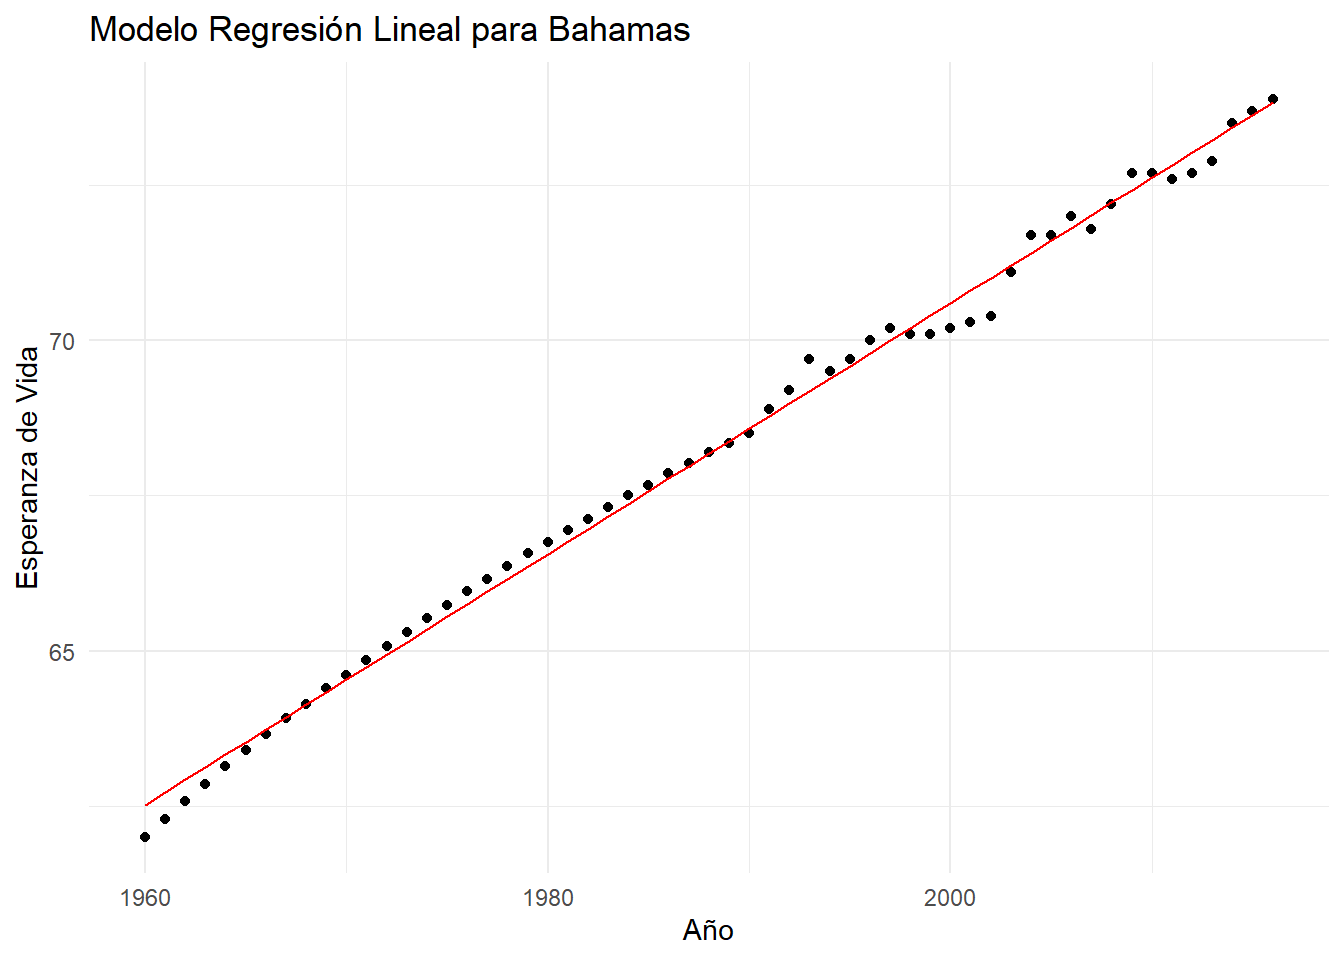 Modelo Regresión Lineal para Bahamas
Esperanza de Vida
70
65
1960 1980 2000
Año